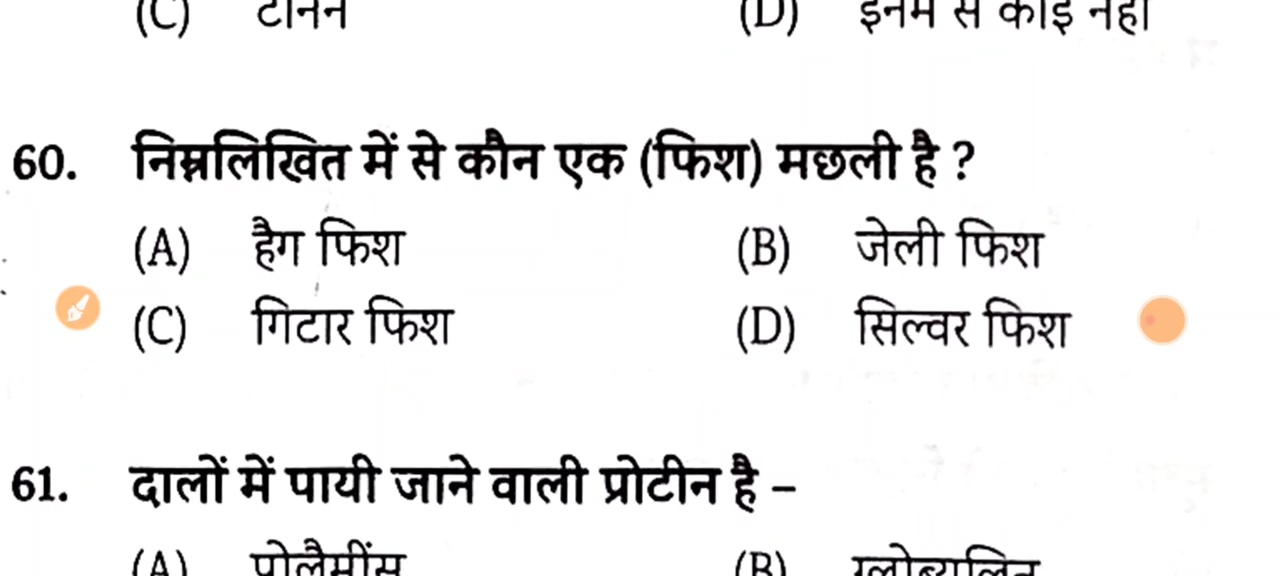 (C) टैनिन (D) इनमें से कोई नहीं
60. निम्नलिखित में से कौन एक (फिश) मछली है ?
(A) हैग फिश (B) जेली फिश
(C) गिटार फिश (D) सिल्वर फिश
61. दालों में पायी जाने वाली प्रोटीन है –
(A) प्रोलैमींस (B) ग्लोब्युलिन